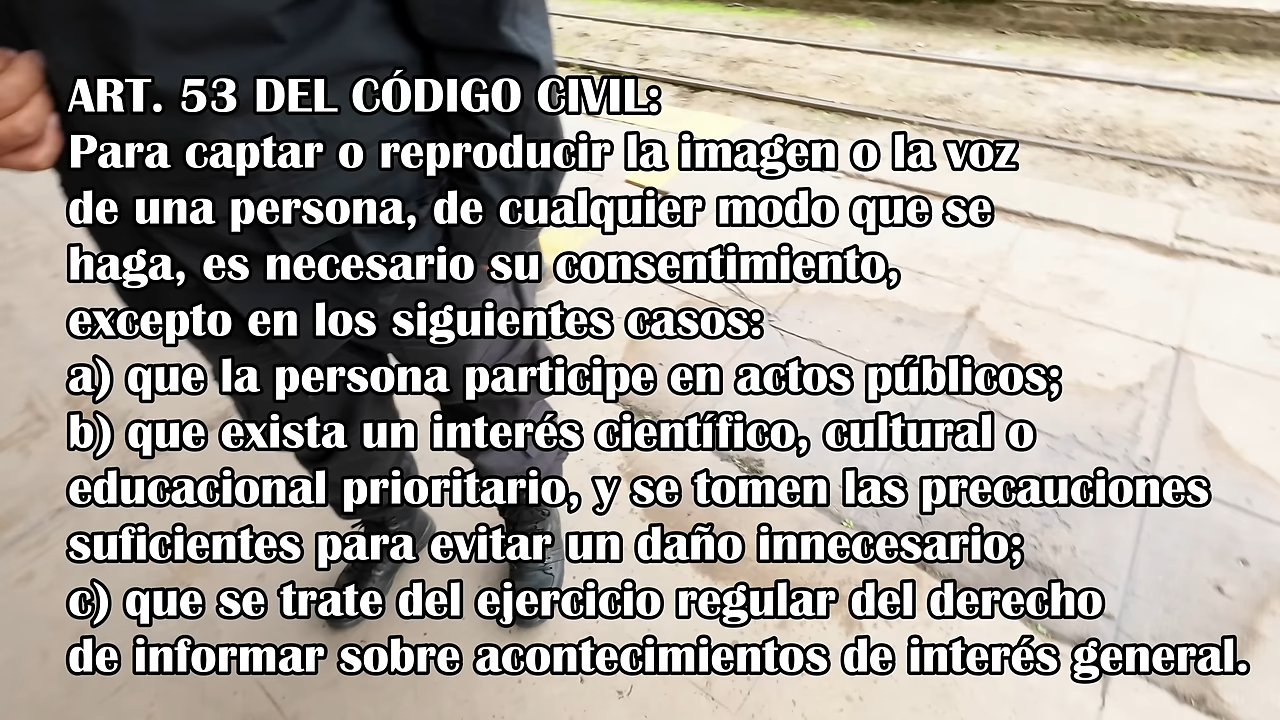 ART. 53 DEL CÓDIGO CIVIL:
Para captar o reproducir la imagen o la voz
de una persona, de cualquier modo que se
haga, es necesario su consentimiento,
excepto en los siguientes casos:
a) que la persona participe en actos públicos;
b) que exista un interés científico, cultural o
educacional prioritario, y se tomen las precauciones
suficientes para evitar un daño innecesario;
c) que se trate del ejercicio regular del derecho
de informar sobre acontecimientos de interés general.